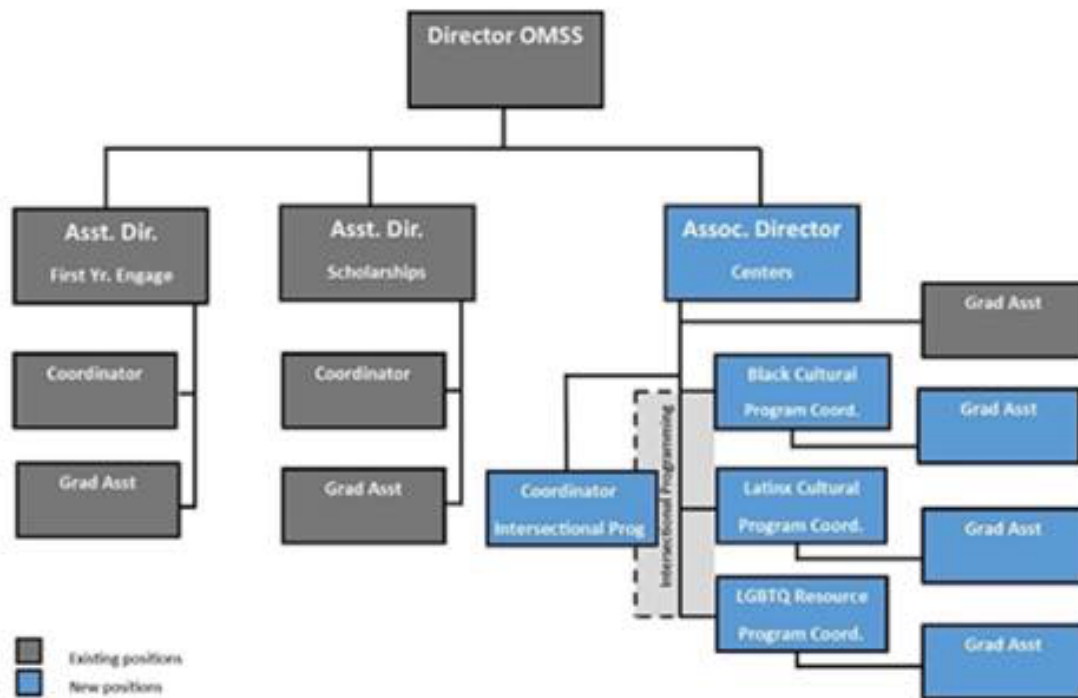 Director OMSS
Asst. Dir.
First Yr. Engage
Asst. Dir.
Scholarships
Assoc. Director
Centers
Grad Asst
Coordinator
Coordinator
Black Cultural
Program Coord.
Grad Asst
Grad Asst
Grad Asst
Coordinator
Intersectional Prog
Intersectional Programming
Latinx Cultural
Program Coord.
Grad Asst
LGBTQ Resource
Program Coord.
Grad Asst
Existing positions
New positions